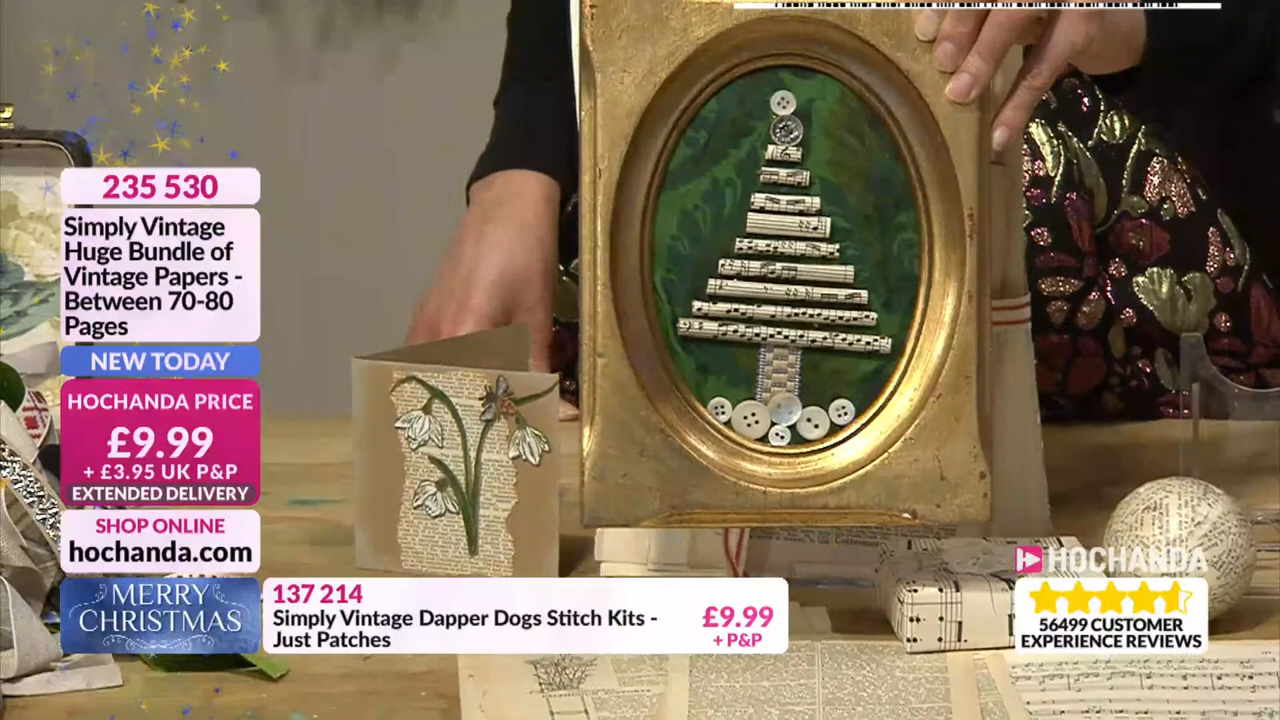 235 530
Simply Vintage
Huge Bundle of
Vintage Papers -
Between 70-80
Pages
NEW TODAY
HOCHANDA PRICE
£9.99
+ £3.95 UK P&P
EXTENDED DELIVERY
SHOP ONLINE
hochanda.com
MERRY
CHRISTMAS
137 214
Simply Vintage Dapper Dogs Stitch Kits -
Just Patches
£9.99
+ P&P
HOCHANDA
56499 CUSTOMER
EXPERIENCE REVIEWS